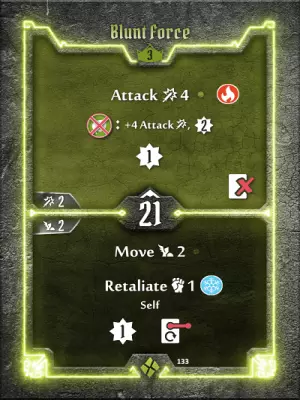 Blunt Force
3
Attack 4
: +4 Attack , 2
1
2
21
2
Move 2
Retaliate 1
Self
1
133